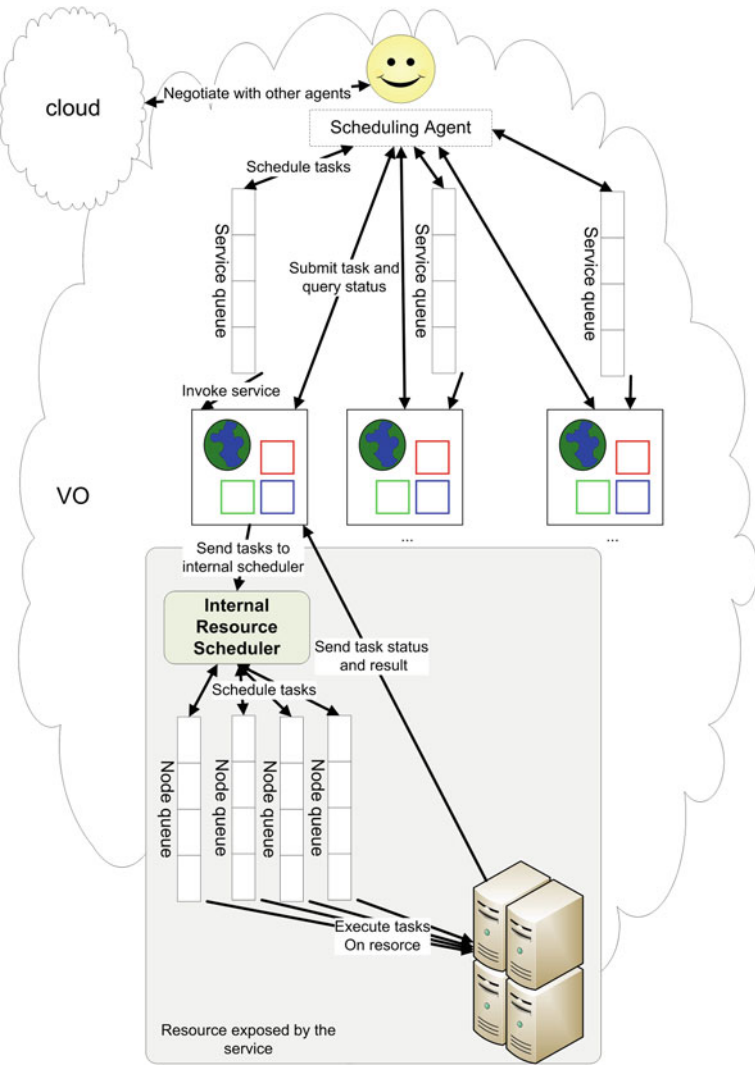 cloud
Negotiate with other agents
Scheduling Agent
Schedule tasks
Service queue
Submit task and
query status
Service queue
Service queue
Invoke service
VO
...
...
Send tasks to
internal scheduler
Internal
Resource
Scheduler
Send task status
and result
Schedule tasks
Node queue
Node queue
Node queue
Node queue
Execute tasks
On resorce
Resource exposed by the
service